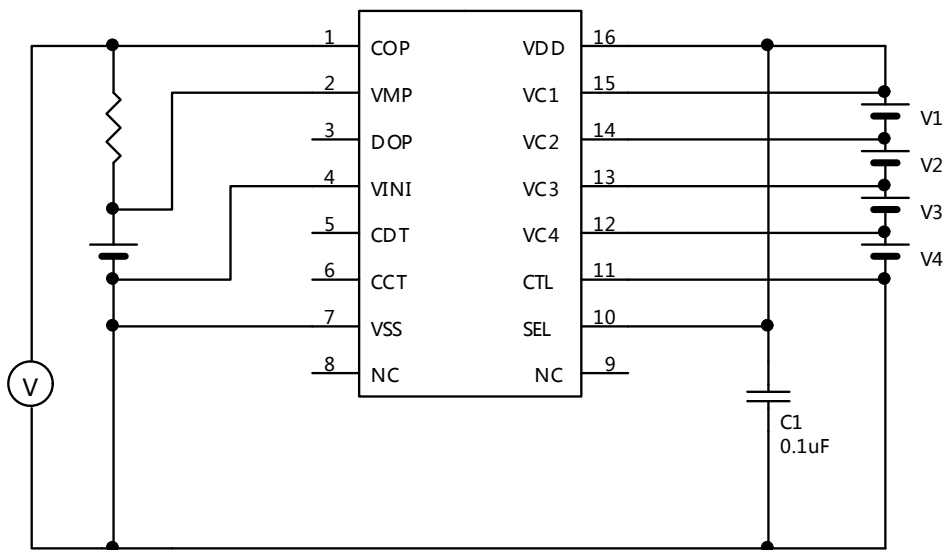 1 COP VDD 16
2 VMP VC1 15
V1
3 DOP VC2 14
V2
4 VINI VC3 13
V3
5 CDT VC4 12
V4
6 CCT CTL 11
7 VSS SEL 10
8 NC NC 9
V
C1
0.1uF